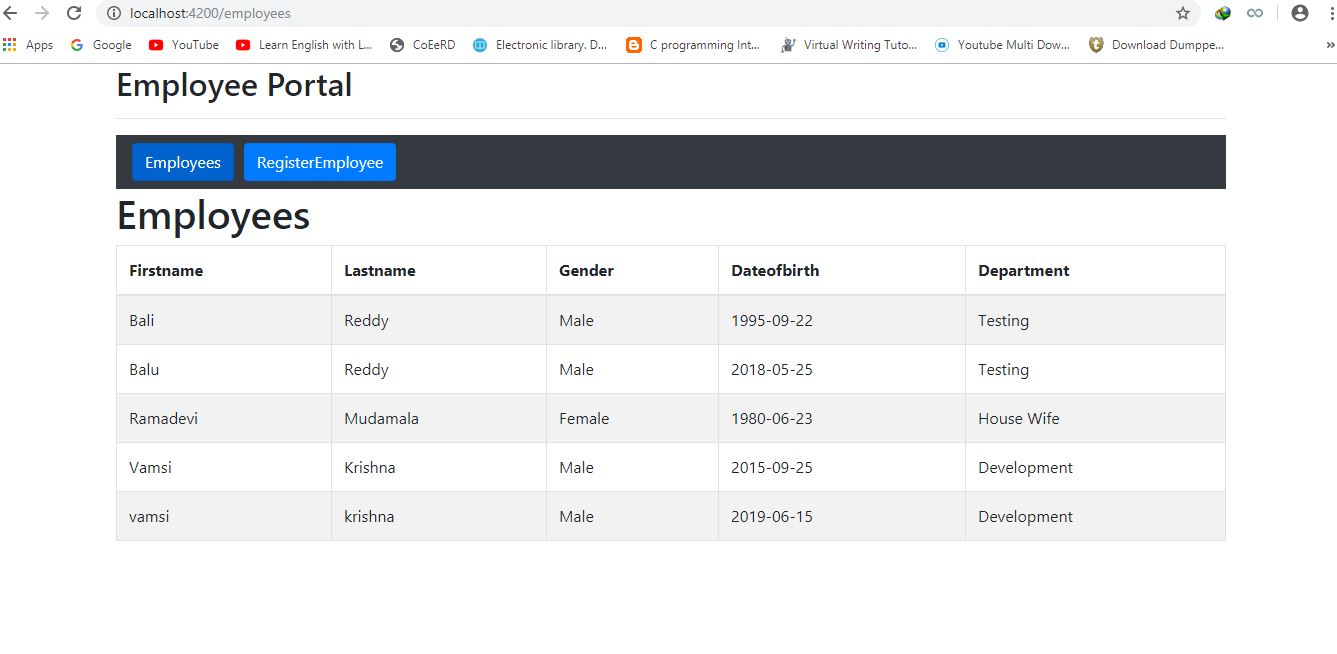 localhost:4200/employees
Apps Google YouTube Learn English with L... CoEeRD Electronic library. D... C programming Int... Virtual Writing Tuto... Youtube Multi Dow... Download Dumppe... »
Employee Portal
Employees RegisterEmployee
Employees
Firstname Lastname Gender Dateofbirth Department
Bali Reddy Male 1995-09-22 Testing
Balu Reddy Male 2018-05-25 Testing
Ramadevi Mudamala Female 1980-06-23 House Wife
Vamsi Krishna Male 2015-09-25 Development
vamsi krishna Male 2019-06-15 Development